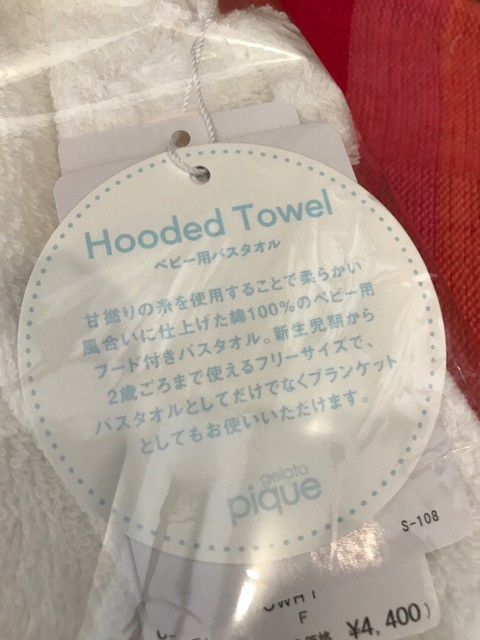 Hooded Towel
ベビー用バスタオル
甘撚りの糸を使用することで柔らかい
風合いに仕上げた綿100%のベビー用
フード付きバスタオル。新生児期から
2歳ごろまで使えるフリーサイズで、
バスタオルとしてだけでなくブランケット
としてもお使いいただけます。
gelato
pique
S-108
F
¥4,400)